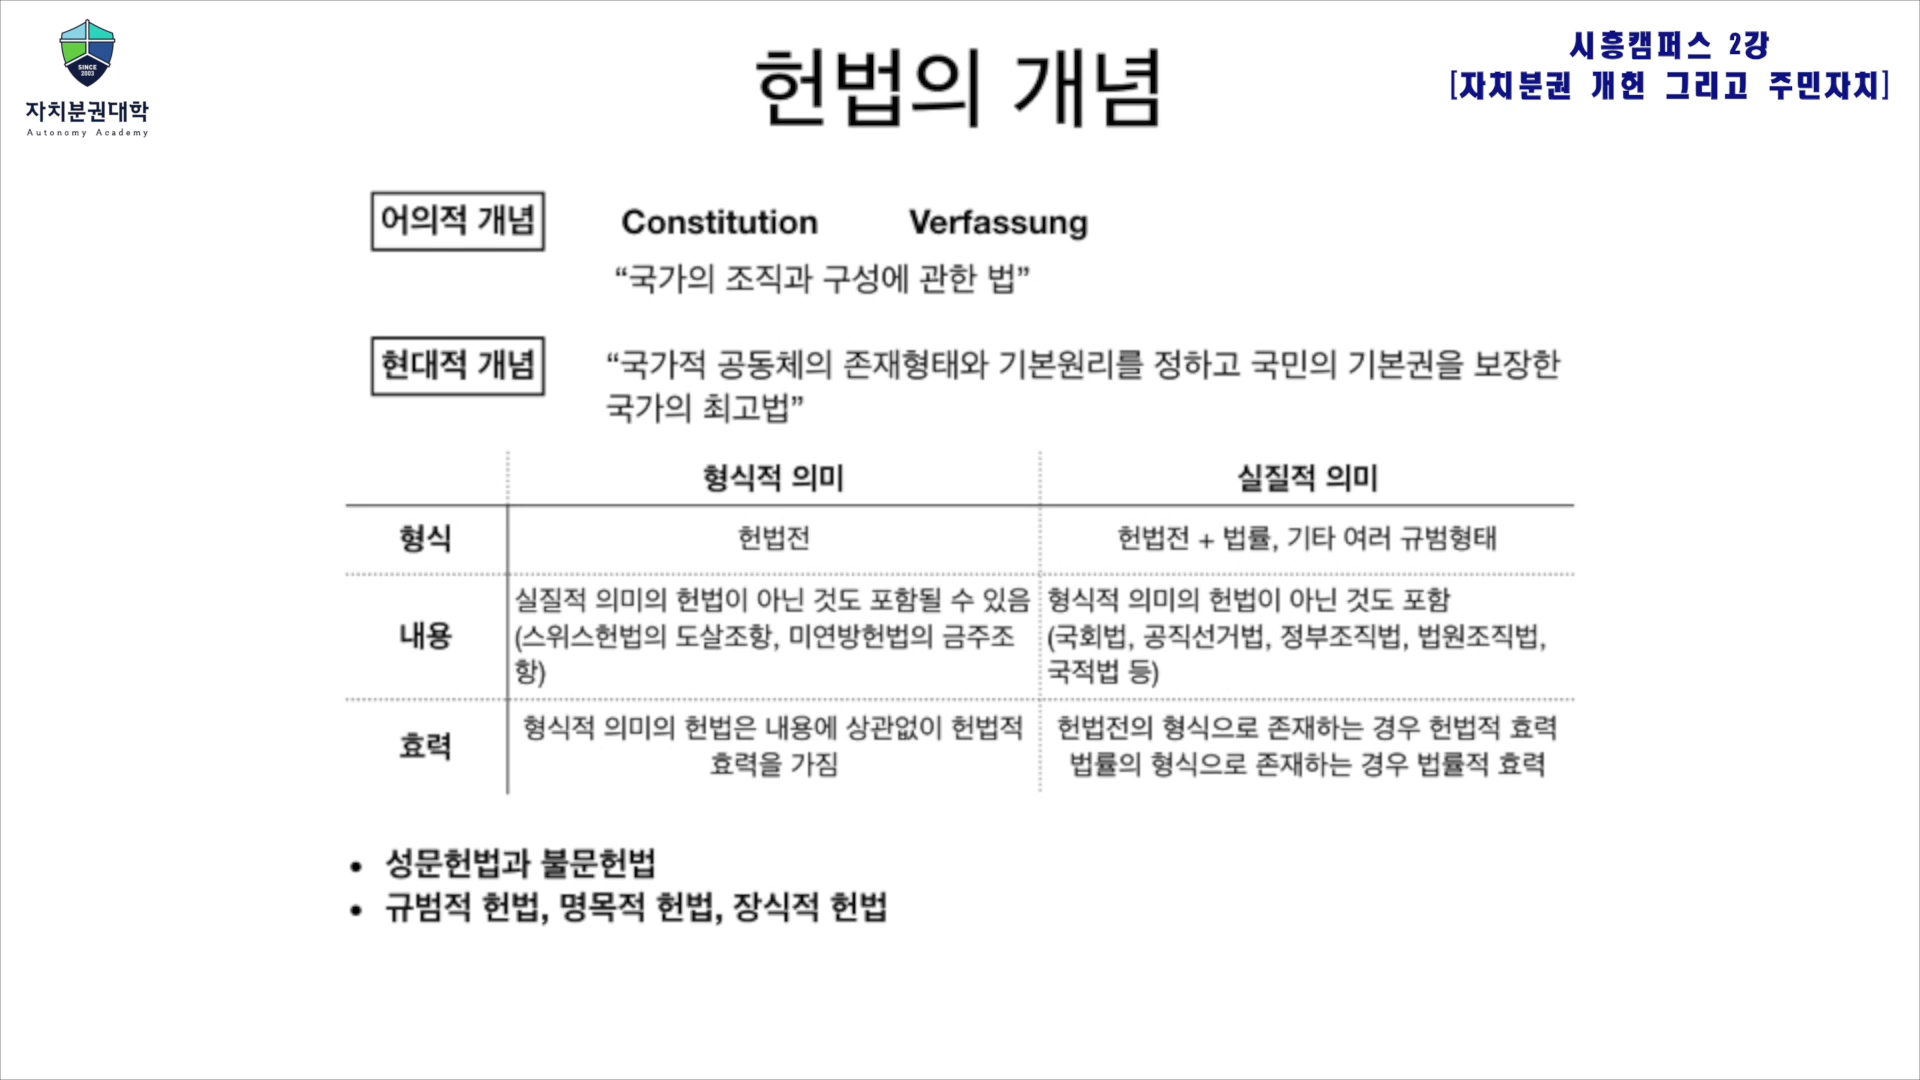 SINCE
2003
자치분권대학
Autonomy Academy
헌법의 개념
시흥캠퍼스 2강
[자치분권 개헌 그리고 주민자치]
어의적 개념
Constitution Verfassung
“국가의 조직과 구성에 관한 법”
현대적 개념
“국가적 공동체의 존재형태와 기본원리를 정하고 국민의 기본권을 보장한
국가의 최고법”
형식적 의미 실질적 의미
형식 헌법전 헌법전 + 법률, 기타 여러 규범형태
내용
실질적 의미의 헌법이 아닌 것도 포함될 수 있음
(스위스헌법의 도살조항, 미연방헌법의 금주조
항)
형식적 의미의 헌법이 아닌 것도 포함
(국회법, 공직선거법, 정부조직법, 법원조직법,
국적법 등)
효력
형식적 의미의 헌법은 내용에 상관없이 헌법적
효력을 가짐
헌법전의 형식으로 존재하는 경우 헌법적 효력
법률의 형식으로 존재하는 경우 법률적 효력
• 성문헌법과 불문헌법
• 규범적 헌법, 명목적 헌법, 장식적 헌법